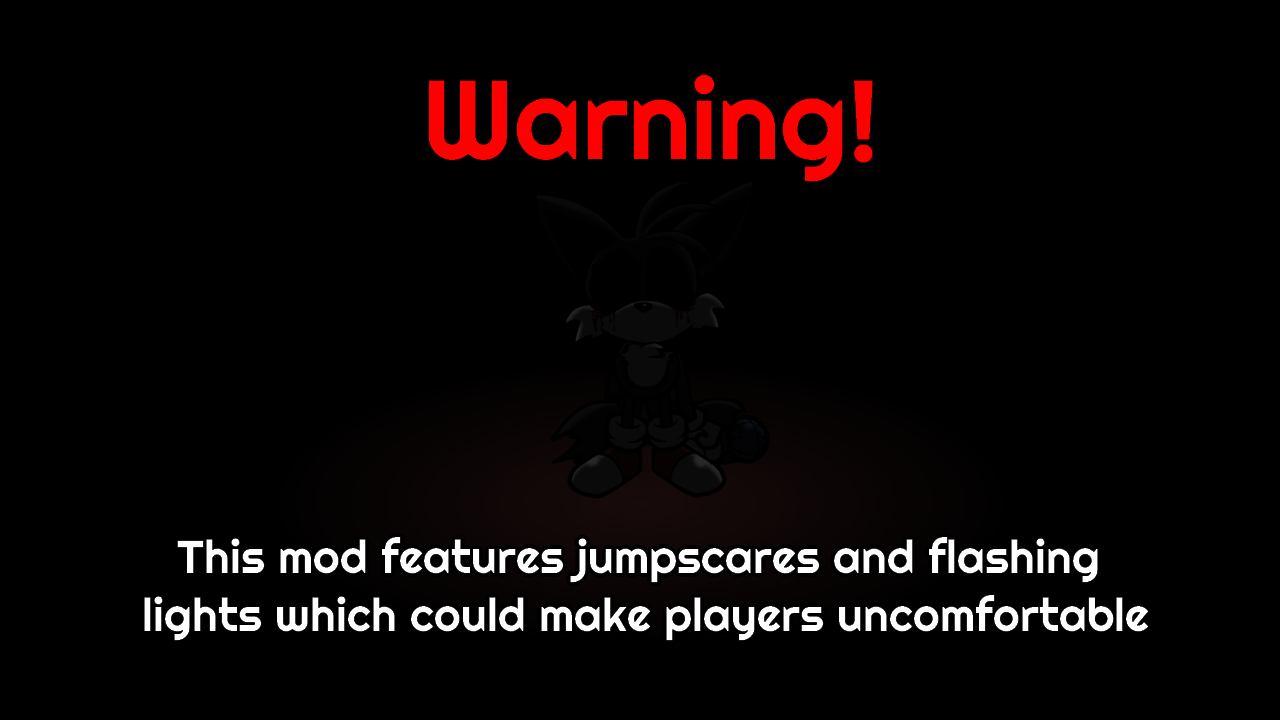 Warning!
This mod features jumpscares and flashing
lights which could make players uncomfortable